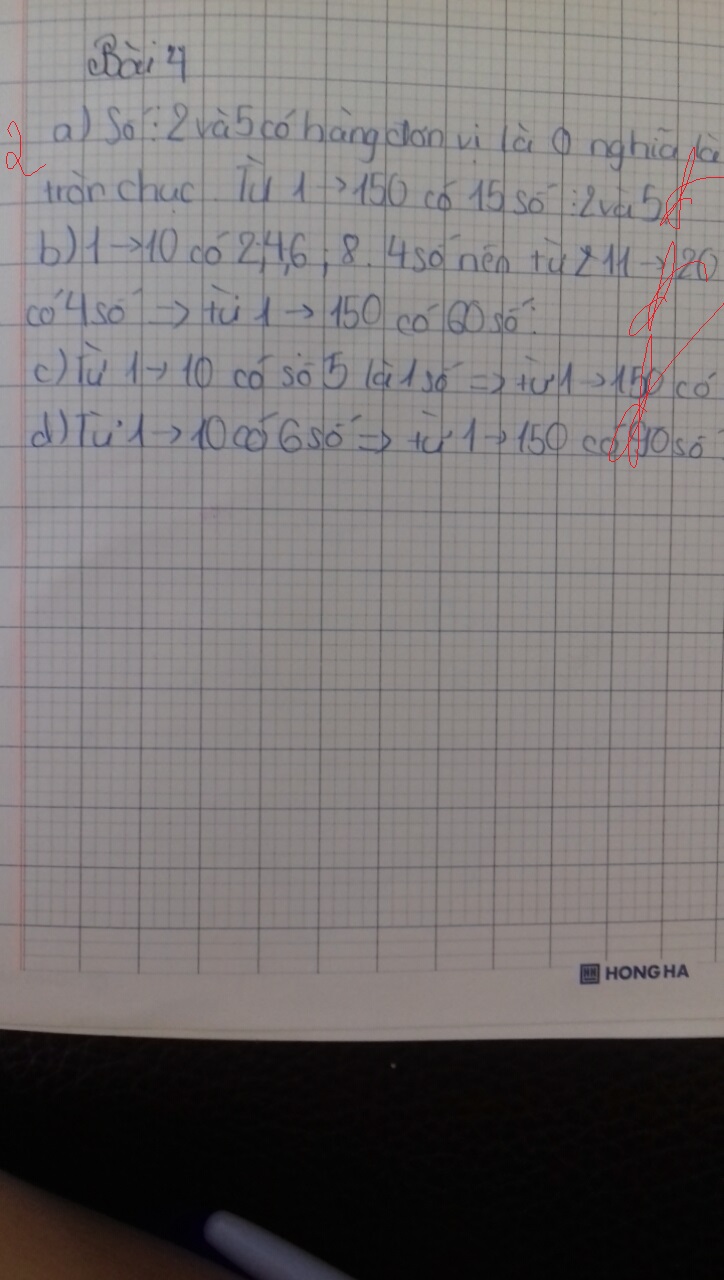 Bài 4
2 a) Số : 2 và 5 có hàng đơn vị là 0 nghĩa là
tròn chục. Từ 1 → 150 có 15 số : 2 và 5
b) 1 → 10 có 2,4,6, 8. 4 số nên từ 11 → 20
có 4 số → từ 1 → 150 có 60 số.
c) Từ 1 → 10 có số 5 là 1 số => từ 1 → 150 có
d) Từ 1 → 10 có 6 số => từ 1 → 150 có 90 số
HONG HA